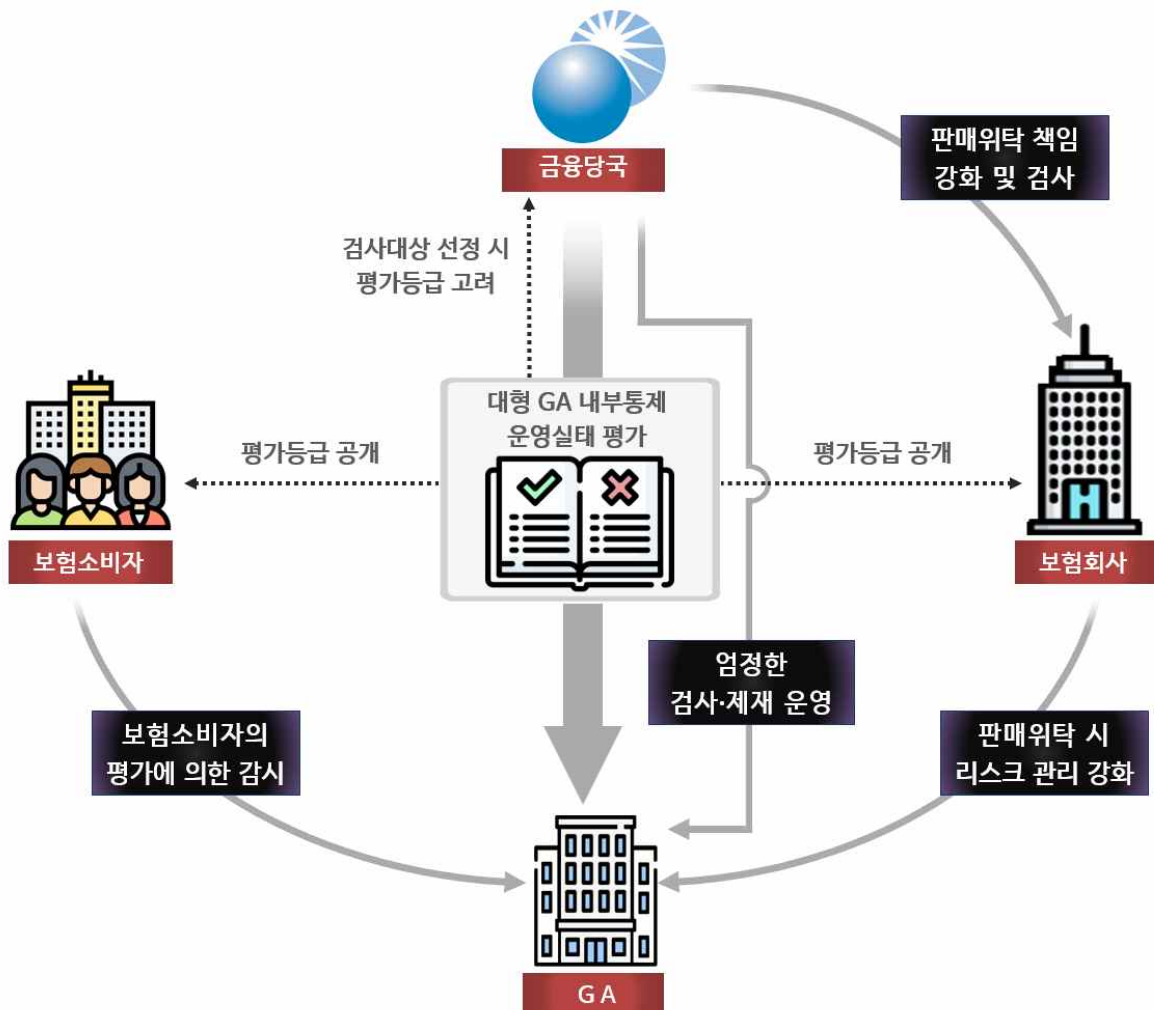 금융당국
판매위탁 책임
강화 및 검사
검사대상 선정 시
평가등급 고려
대형 GA 내부통제
운영실태 평가
평가등급 공개
평가등급 공개
보험소비자
보험회사
엄정한
검사·제재 운영
보험소비자의
평가에 의한 감시
판매위탁 시
리스크 관리 강화
GA